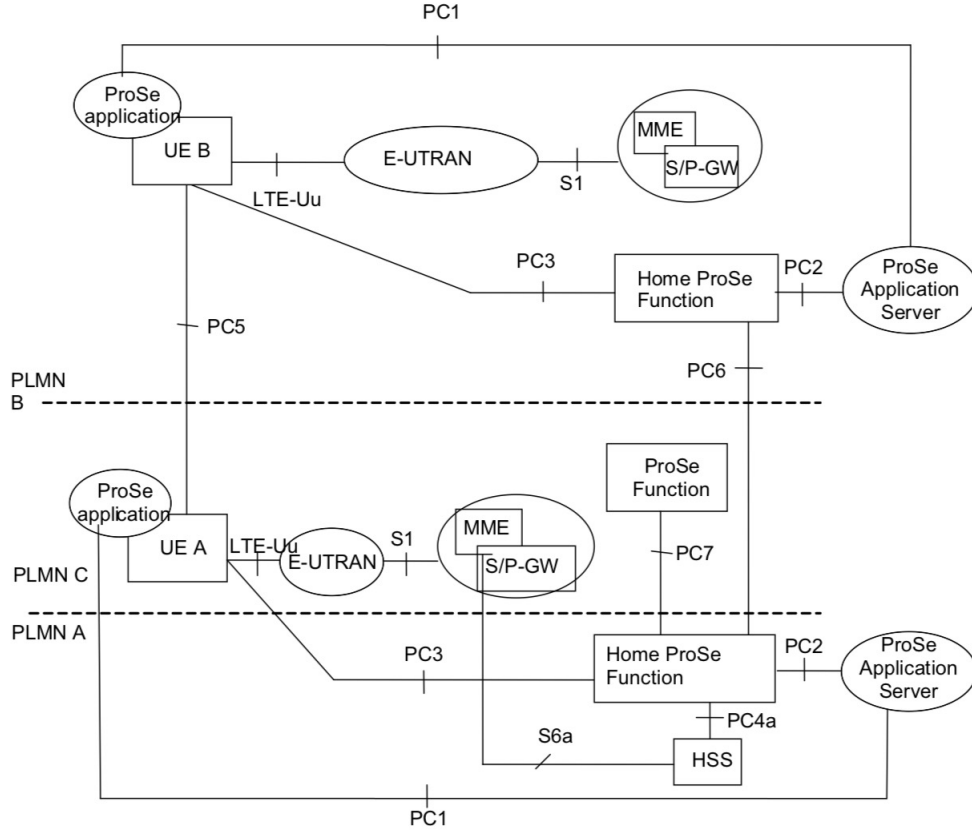 PC1
ProSe
application
UE B
E-UTRAN
MME
S/P-GW
LTE-Uu
S1
PC3
Home ProSe
Function
PC2
ProSe
Application
Server
PC5
PC6
PLMN
B
ProSe
application
UE A
LTE-Uu
E-UTRAN
S1
MME
S/P-GW
ProSe
Function
PC7
PLMN C
PLMN A
PC3
Home ProSe
Function
PC2
ProSe
Application
Server
PC4a
S6a
HSS
PC1